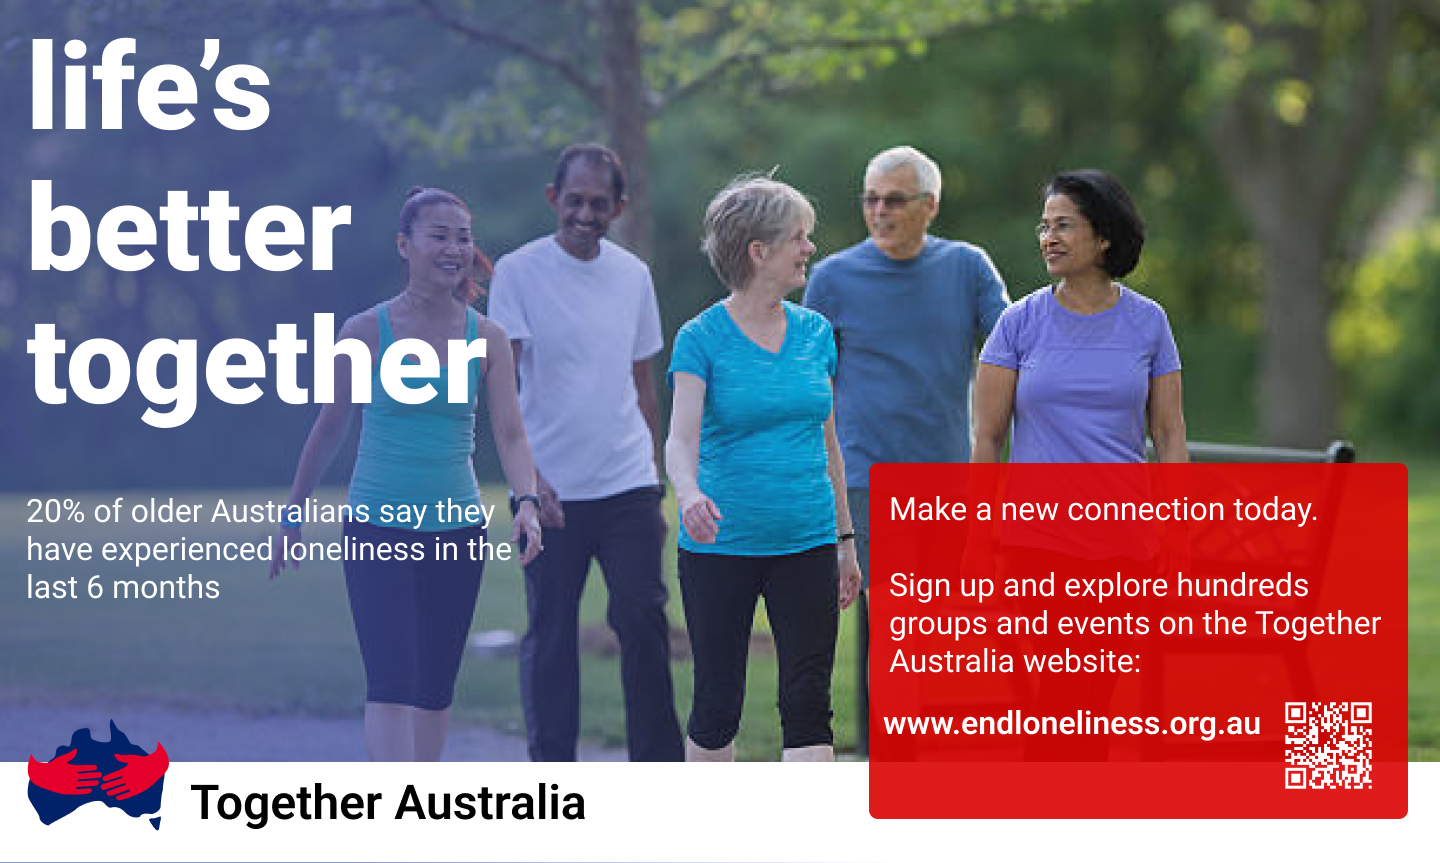 life’s
better
together
20% of older Australians say they
have experienced loneliness in the
last 6 months
Make a new connection today.
Sign up and explore hundreds
groups and events on the Together
Australia website:
www.endloneliness.org.au
Together Australia